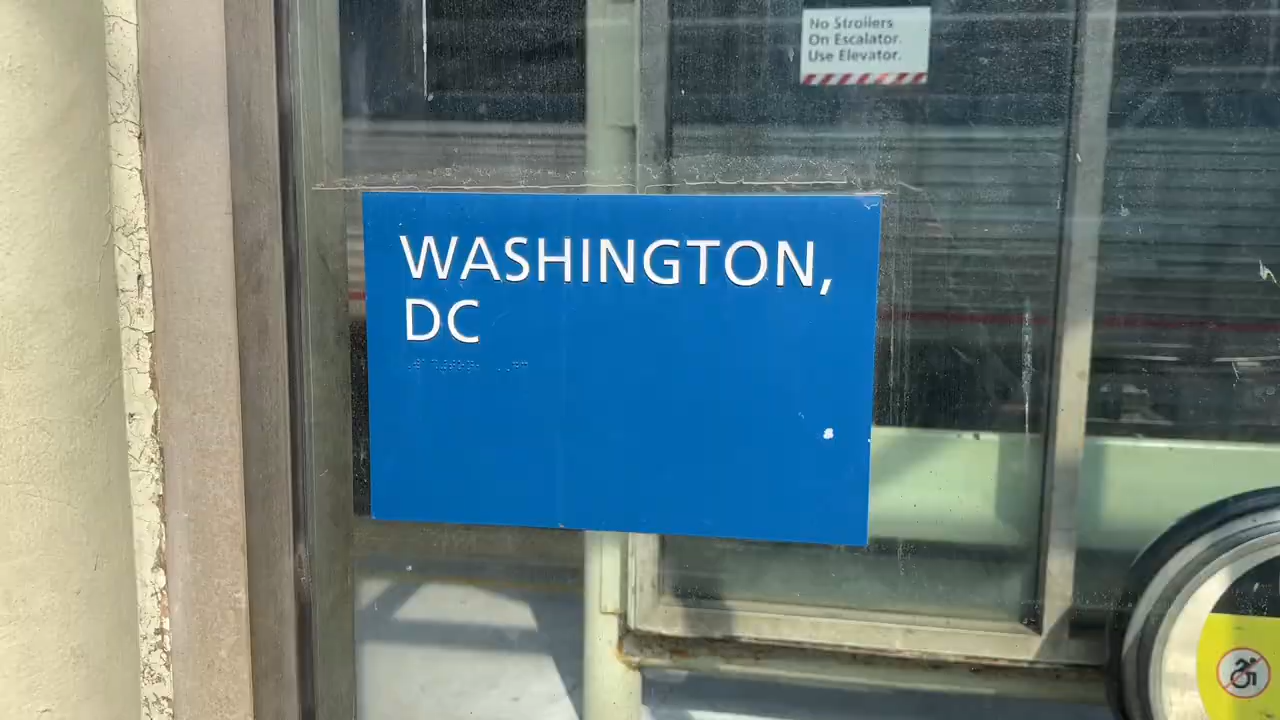 No Strollers
On Escalator.
Use Elevator.
WASHINGTON,
DC